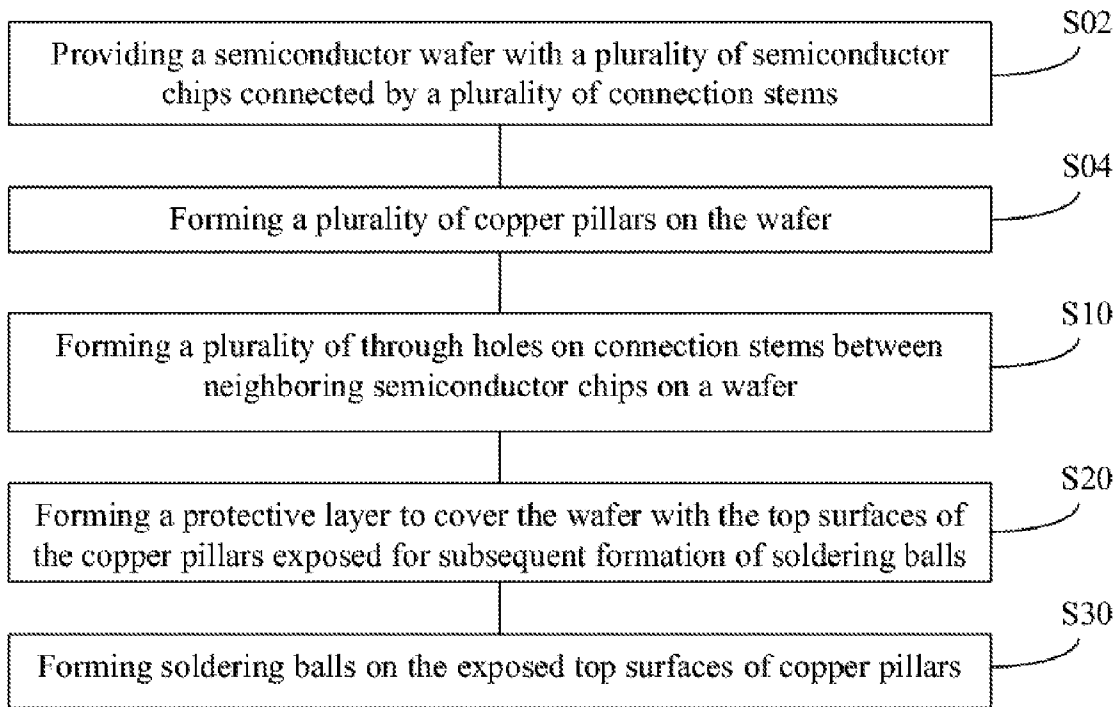 S02
Providing a semiconductor wafer with a plurality of semiconductor
chips connected by a plurality of connection stems
S04
Forming a plurality of copper pillars on the wafer
S10
Forming a plurality of through holes on connection stems between
neighboring semiconductor chips on a wafer
S20
Forming a protective layer to cover the wafer with the top surfaces of
the copper pillars exposed for subsequent formation of soldering balls
S30
Forming soldering balls on the exposed top surfaces of copper pillars